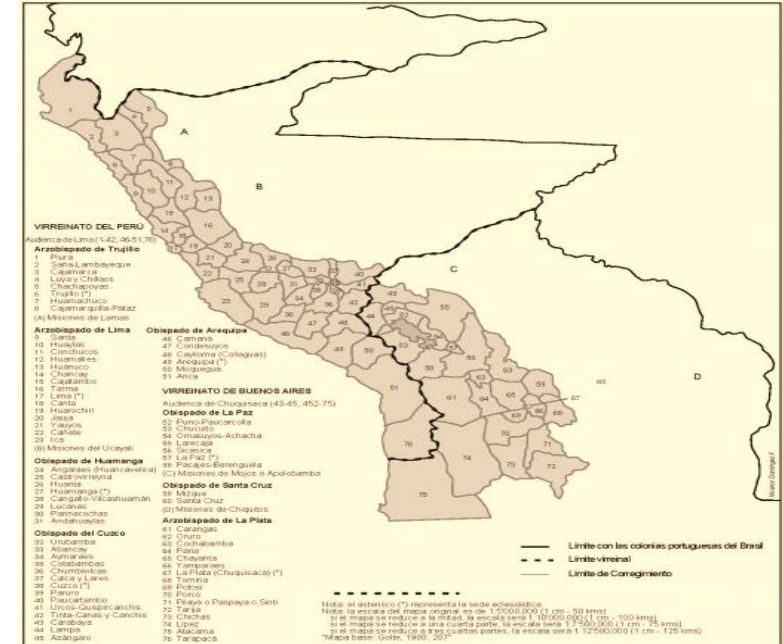 VIRREINATO DEL PERÚ
Audiencia de Lima (1-42, 46-51,76)
Arzobispado de Trujillo
1 Piura
2 Saña-Lambayeque
3 Cajamarca
4 Luya y Chillaos
5 Chachapoyas
6 Trujillo (*)
7 Huamachuco
8 Cajamarquilla-Pataz
(A) Misiones de Lamas
Arzobispado de Lima
9 Santa
10 Huaylas
11 Conchucos
12 Huamalíes
13 Huánuco
14 Chancay
15 Cajatambo
16 Tarma
17 Lima (*)
18 Canta
19 Huarochirí
20 Jauja
21 Yauyos
22 Cañete
23 Ica
(B) Misiones del Ucayali
Obispado de Huamanga
24 Angaraes (Huancavelica)
25 Castrovirreyna
26 Huanta
27 Huamanga (*)
28 Cangallo-Vilcashuamán
29 Lucanas
30 Parinacochas
31 Andahuaylas
Obispado del Cuzco
32 Urubamba
33 Abancay
34 Aymaraes
35 Cotabambas
36 Chumbivilcas
37 Calca y Lares
38 Cuzco (*)
39 Paruro
40 Paucartambo
41 Urcos-Quispicanchis
42 Tinta-Canas y Canchis
43 Carabaya
44 Lampa
45 Azángaro
Obispado de Arequipa
46 Camaná
47 Condesuyos
48 Caylloma (Collaguas)
49 Arequipa (*)
50 Moquegua
51 Arica
VIRREINATO DE BUENOS AIRES
Audiencia de Chuquisaca (43-45, 452-75)
Obispado de La Paz
52 Puno-Paucarcolla
53 Chucuito
54 Omasuyos-Achacha
55 Larecaja
56 Sicasica
57 La Paz (*)
58 Pacajes-Berenguela
(C) Misiones de Mojos o Apolobamba
Obispado de Santa Cruz
59 Mizque
60 Santa Cruz
(D) Misiones de Chiquitos
Arzobispado de La Plata
61 Carangas
62 Oruro
63 Cochabamba
64 Paria
65 Chayanta
66 Yamparaes
67 La Plata (Chuquisaca) (*)
68 Tomina
69 Potosí
70 Porco
71 Pilaya o Paspaya o Sinti
72 Tarija
73 Chichas
74 López
75 Atacama
76 Tarapacá
A
B
C
D
Límite con las colonias portuguesas del Brasil
Límite virreinal
Límite de Corregimiento
Nota: el asterisco (*) representa la sede eclesiástica.
Nota: la escala del mapa original es de 1:5'000,000 (1 cm - 50 kms)
si el mapa se reduce a la mitad, la escala será 1:10'000,000 (1 cm - 100 kms)
si el mapa se reduce a una cuarta parte, la escala será 1:7'500,000 (1 cm - 75 kms)
si el mapa se reduce a tres cuartas partes, la escala será 1:12'500,000 (1 cm - 125 kms)
"Mapa base: Golte, 1980: 207"